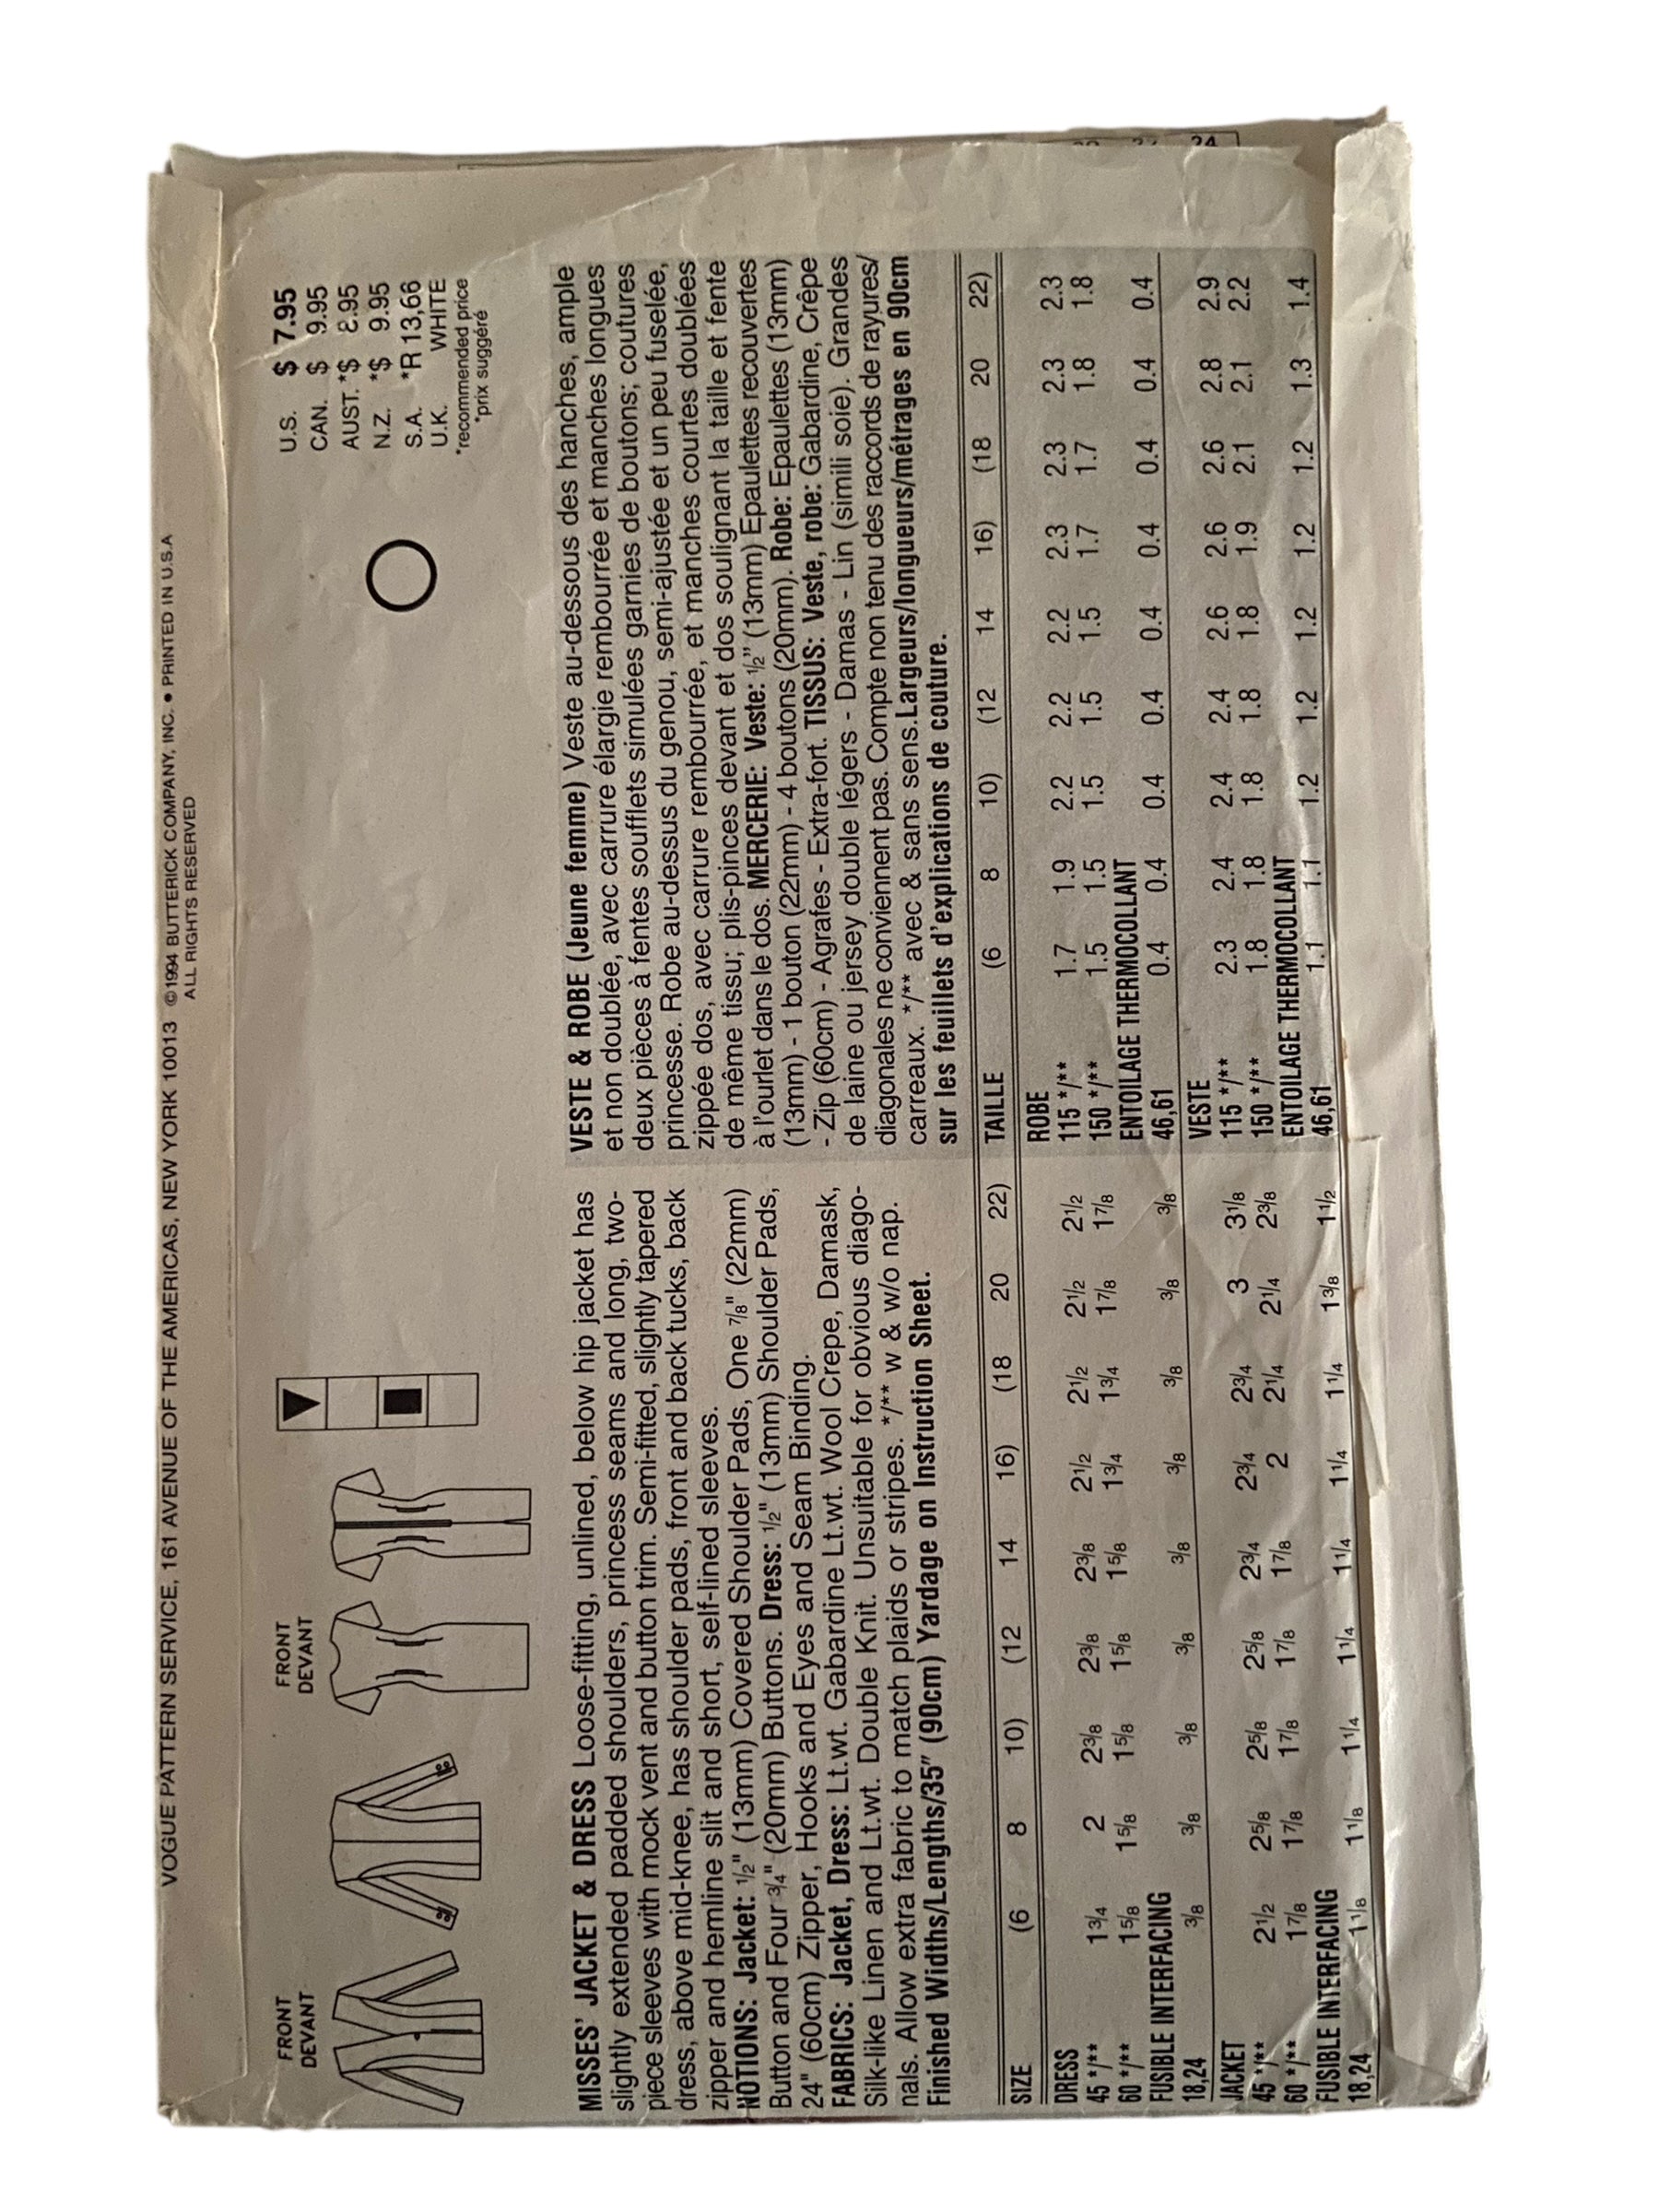 VOGUE PATTERN SERVICE, 161 AVENUE OF THE AMERICAS, NEW YORK 10013 ©1994 BUTTERICK COMPANY, INC. • PRINTED IN U.S.A
ALL RIGHTS RESERVED
FRONT
DEVANT
FRONT
DEVANT
U.S. $ 7.95
CAN. $ 9.95
AUST. *$ 8.95
N.Z. *$ 9.95
S.A. *R 13,66
U.K. WHITE
*recommended price
*prix suggéré
MISSES' JACKET & DRESS Loose-fitting, unlined, below hip jacket has
slightly extended padded shoulders, princess seams and long, two-
piece sleeves with mock vent and button trim. Semi-fitted, slightly tapered
dress, above mid-knee, has shoulder pads, front and back tucks, back
zipper and hemline slit and short, self-lined sleeves.
NOTIONS: Jacket: 1/2" (13mm) Covered Shoulder Pads, One 7/8" (22mm)
Button and Four 3/4" (20mm) Buttons. Dress: 1/2" (13mm) Shoulder Pads,
24" (60cm) Zipper, Hooks and Eyes and Seam Binding.
FABRICS: Jacket, Dress: Lt.wt. Gabardine Lt.wt. Wool Crepe, Damask,
Silk-like Linen and Lt.wt. Double Knit. Unsuitable for obvious diago-
nals. Allow extra fabric to match plaids or stripes. */** w & w/o nap.
Finished Widths/Lengths/35" (90cm) Yardage on Instruction Sheet.
SIZE (6 8 10) (12 14 16) (18 20 22)
DRESS
45 */** 1 3/4 2 2 3/8 2 3/8 2 3/8 2 1/2 2 1/2 2 1/2 2 1/2
60 */** 1 5/8 1 5/8 1 5/8 1 5/8 1 5/8 1 3/4 1 3/4 1 7/8 1 7/8
FUSIBLE INTERFACING
18,24 3/8 3/8 3/8 3/8 3/8 3/8 3/8 3/8 3/8
JACKET
45 */** 2 1/2 2 5/8 2 5/8 2 5/8 2 3/4 2 3/4 2 3/4 3 3 1/8
60 */** 1 7/8 1 7/8 1 7/8 1 7/8 1 7/8 2 2 1/4 2 1/4 2 3/8
FUSIBLE INTERFACING
18,24 1 1/8 1 1/8 1 1/4 1 1/4 1 1/4 1 1/4 1 1/4 1 3/8 1 1/2
VESTE & ROBE (Jeune femme) Veste au-dessous des hanches, ample
et non doublée, avec carrure élargie rembourrée et manches longues
deux pièces à fentes soufflets simulées garnies de boutons; coutures
princesse. Robe au-dessus du genou, semi-ajustée et un peu fuselée,
zippée dos, avec carrure rembourrée, et manches courtes doublées
de même tissu; plis-pinces devant et dos soulignant la taille et fente
à l'ourlet dans le dos. MERCERIE: Veste: 1/2" (13mm) Epaulettes recouvertes
(13mm) - 1 bouton (22mm) - 4 boutons (20mm). Robe: Epaulettes (13mm)
- Zip (60cm) - Agrafes - Extra-fort. TISSUS: Veste, robe: Gabardine, Crêpe
de laine ou jersey double légers - Damas - Lin (simili soie). Grandes
diagonales ne conviennent pas. Compte non tenu des raccords de rayures/
carreaux. */** avec & sans sens. Largeurs/longueurs/métrages en 90cm
sur les feuillets d'explications de couture.
TAILLE (6 8 10) (12 14 16) (18 20 22)
ROBE
115 */** 1.7 1.9 2.2 2.2 2.2 2.3 2.3 2.3 2.3
150 */** 1.5 1.5 1.5 1.5 1.5 1.7 1.7 1.8 1.8
ENTOILAGE THERMOCOLLANT
46,61 0.4 0.4 0.4 0.4 0.4 0.4 0.4 0.4 0.4
VESTE
115 */** 2.3 2.4 2.4 2.4 2.6 2.6 2.6 2.8 2.9
150 */** 1.8 1.8 1.8 1.8 1.8 1.9 2.1 2.1 2.2
ENTOILAGE THERMOCOLLANT
46,61 1.1 1.1 1.2 1.2 1.2 1.2 1.2 1.3 1.4
24